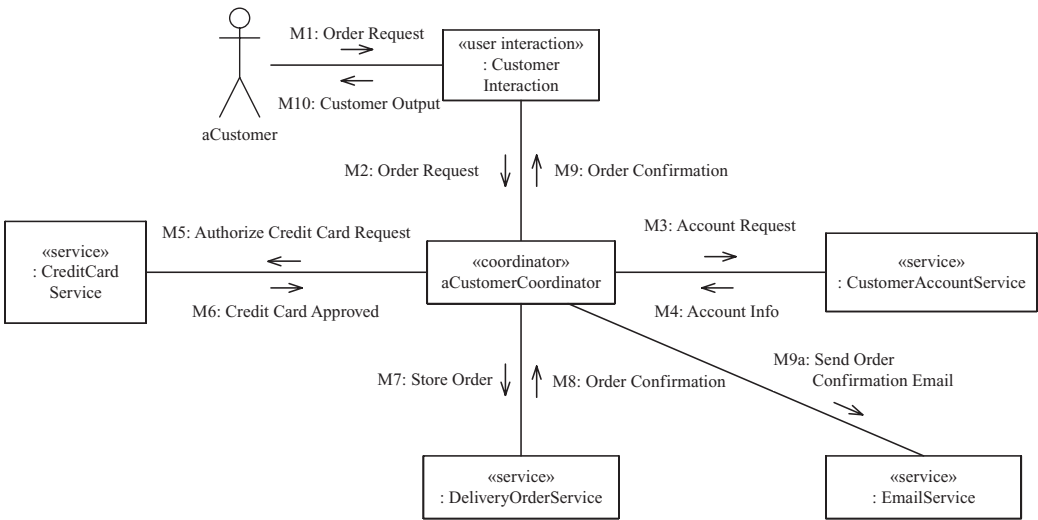 M1: Order Request
«user interaction»
: Customer
Interaction
M10: Customer Output
aCustomer
M2: Order Request
M9: Order Confirmation
«service»
: CreditCard
Service
M5: Authorize Credit Card Request
M6: Credit Card Approved
«coordinator»
aCustomerCoordinator
M3: Account Request
M4: Account Info
«service»
: CustomerAccountService
M7: Store Order
M8: Order Confirmation
M9a: Send Order
Confirmation Email
«service»
: DeliveryOrderService
«service»
: EmailService